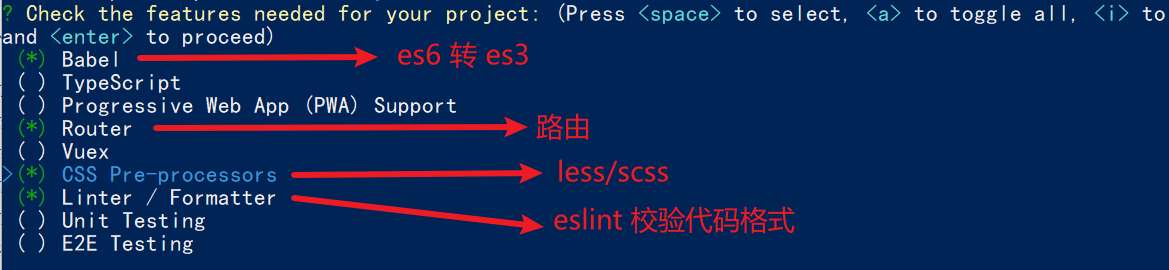 ? Check the features needed for your project: (Press <space> to select, <a> to toggle all, <i> to
and <enter> to proceed)
(*) Babel es6 转 es3
( ) TypeScript
( ) Progressive Web App (PWA) Support
(*) Router 路由
( ) Vuex
>(*) CSS Pre-processors less/scss
(*) Linter / Formatter eslint 校验代码格式
( ) Unit Testing
( ) E2E Testing